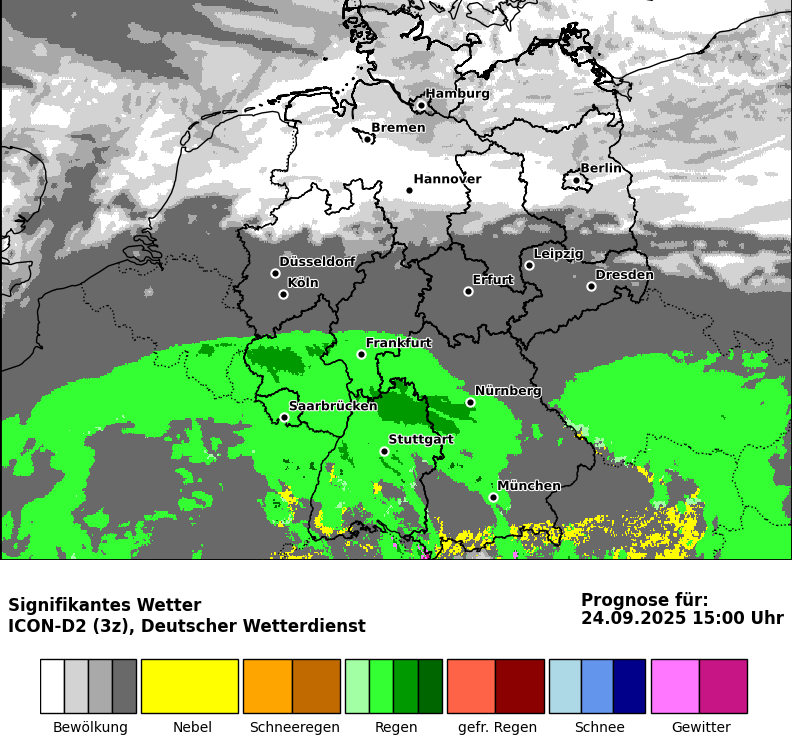 Hamburg
Bremen
Berlin
Hannover
Düsseldorf
Leipzig
Köln
Erfurt
Dresden
Frankfurt
Nürnberg
Saarbrücken
Stuttgart
München
Signifikantes Wetter
ICON-D2 (3z), Deutscher Wetterdienst
Prognose für:
24.09.2025 15:00 Uhr
Bewölkung
Nebel
Schneeregen
Regen
gefr. Regen
Schnee
Gewitter